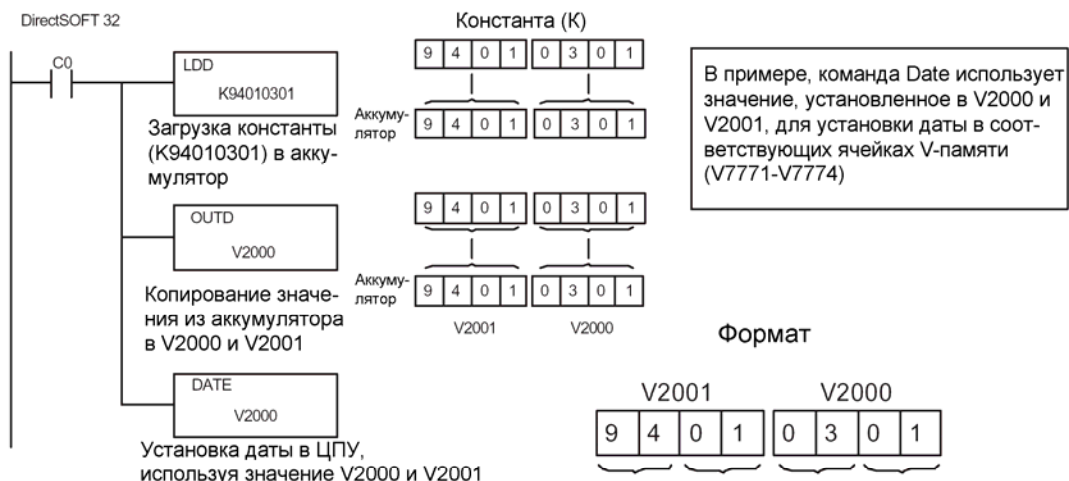 DirectSOFT 32
C0
LDD
K94010301
Загрузка константы
(K94010301) в акку-
мулятор
OUTD
V2000
Копирование значе-
ния из аккумулятора
в V2000 и V2001
DATE
V2000
Установка даты в ЦПУ,
используя значение V2000 и V2001
Константа (K)
9 4 0 1 0 3 0 1
Аккуму-
лятор
9 4 0 1 0 3 0 1
9 4 0 1 0 3 0 1
Аккуму-
лятор
9 4 0 1 0 3 0 1
V2001 V2000
В примере, команда Date использует
значение, установленное в V2000 и
V2001, для установки даты в соот-
ветствующих ячейках V-памяти
(V7771-V7774)
Формат
V2001 V2000
9 4 0 1 0 3 0 1